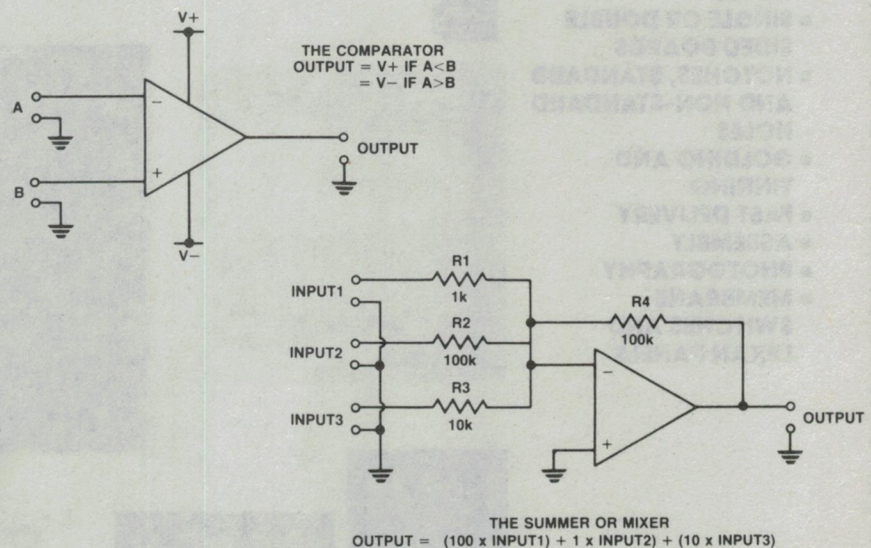 V+
THE COMPARATOR
OUTPUT = V+ IF A<B
= V− IF A>B
A
−
OUTPUT
B
+
V−
R1
INPUT1
1k
R4
R2
100k
INPUT2
100k
−
R3
INPUT3
10k
OUTPUT
+
THE SUMMER OR MIXER
OUTPUT = (100 x INPUT1) + 1 x INPUT2) + (10 x INPUT3)